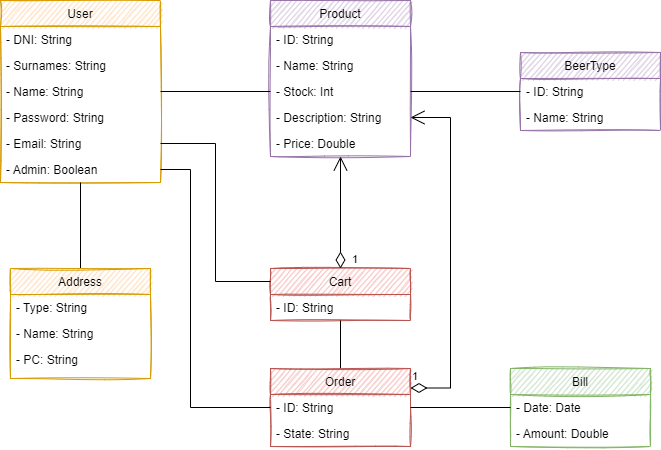 User
- DNI: String
- Surnames: String
- Name: String
- Password: String
- Email: String
- Admin: Boolean
Product
- ID: String
- Name: String
- Stock: Int
- Description: String
- Price: Double
BeerType
- ID: String
- Name: String
Address
- Type: String
- Name: String
- PC: String
1
Cart
- ID: String
1
Order
- ID: String
- State: String
Bill
- Date: Date
- Amount: Double